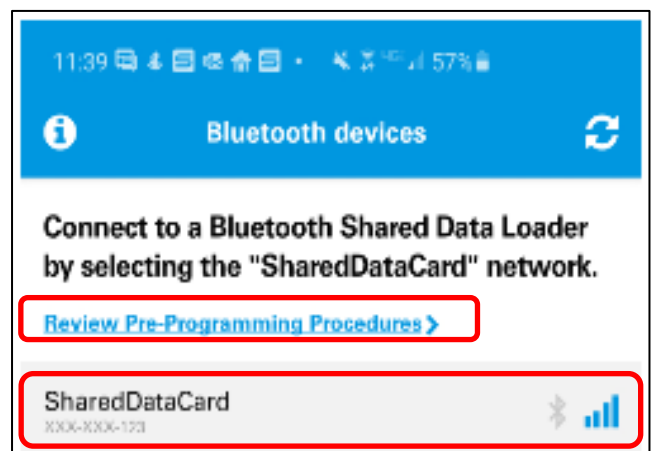 11:39 57%
Bluetooth devices
Connect to a Bluetooth Shared Data Loader
by selecting the "SharedDataCard" network.
Review Pre-Programming Procedures
SharedDataCard
XXX-XXX-123